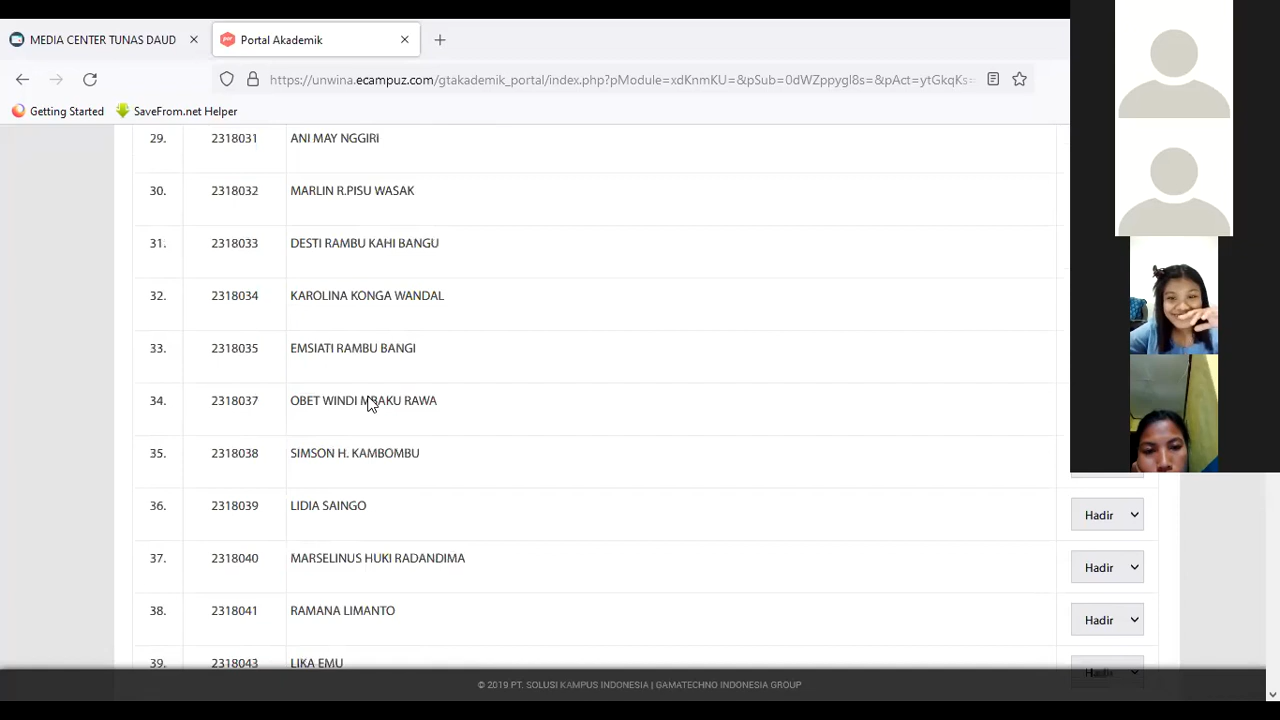 MEDIA CENTER TUNAS DAUD
Portal Akademik
https://unwina.ecampuz.com/gtakademik_portal/index.php?pModule=xdKnmKU=&pSub=0dWZppygl8s=&pAct=ytGkqKs=
Getting Started
SaveFrom.net Helper
29. 2318031 ANI MAY NGGIRI
30. 2318032 MARLIN R.PISU WASAK
31. 2318033 DESTI RAMBU KAHI BANGU
32. 2318034 KAROLINA KONGA WANDAL
33. 2318035 EMSIATI RAMBU BANGI
34. 2318037 OBET WINDI MBAKU RAWA
35. 2318038 SIMSON H. KAMBOMBU
36. 2318039 LIDIA SAINGO Hadir
37. 2318040 MARSELINUS HUKI RADANDIMA Hadir
38. 2318041 RAMANA LIMANTO Hadir
39. 2318043 LIKA EMU Hadir
© 2019 PT. SOLUSI KAMPUS INDONESIA | GAMATECHNO INDONESIA GROUP